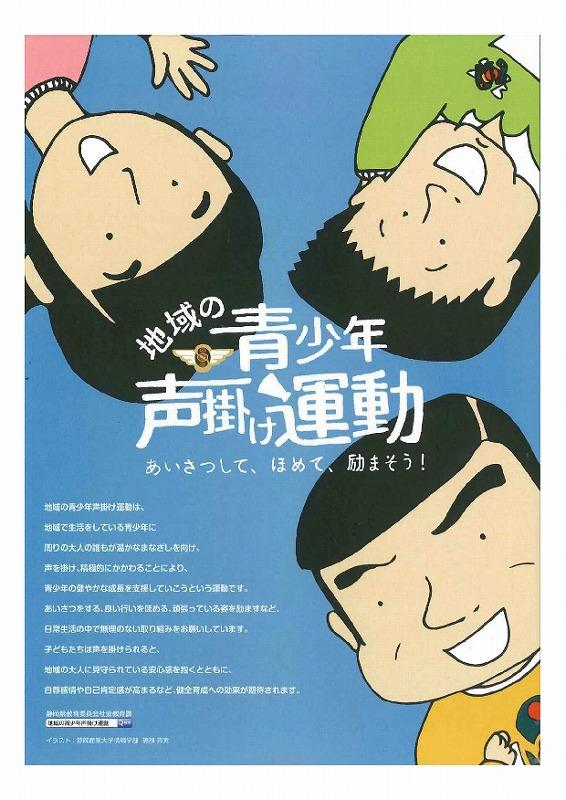 地域の
青少年
声掛け運動
あいさつして、ほめて、励まそう!
地域の青少年声掛け運動は、
地域で生活をしている青少年に
周りの大人の誰もが温かなまなざしを向け、
声を掛け、積極的にかかわることにより、
青少年の健やかな成長を支援していこうという運動です。
あいさつをする、良い行いをほめる、頑張っている姿を励ますなど、
日常生活の中で無理のない取り組みをお願いしています。
子どもたちは声を掛けられると、
地域の大人に見守られている安心感を抱くとともに、
自尊感情や自己肯定感が高まるなど、健全育成への効果が期待されます。
静岡県教育委員会社会教育課
地域の青少年声掛け運動
イラスト:静岡産業大学情報学部